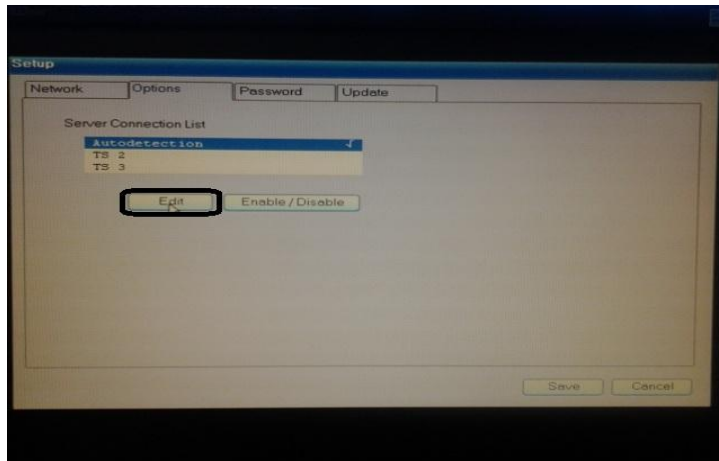 Setup
Network Options Password Update
Server Connection List
Autodetection √
TS 2
TS 3
Edit Enable / Disable
Save Cancel